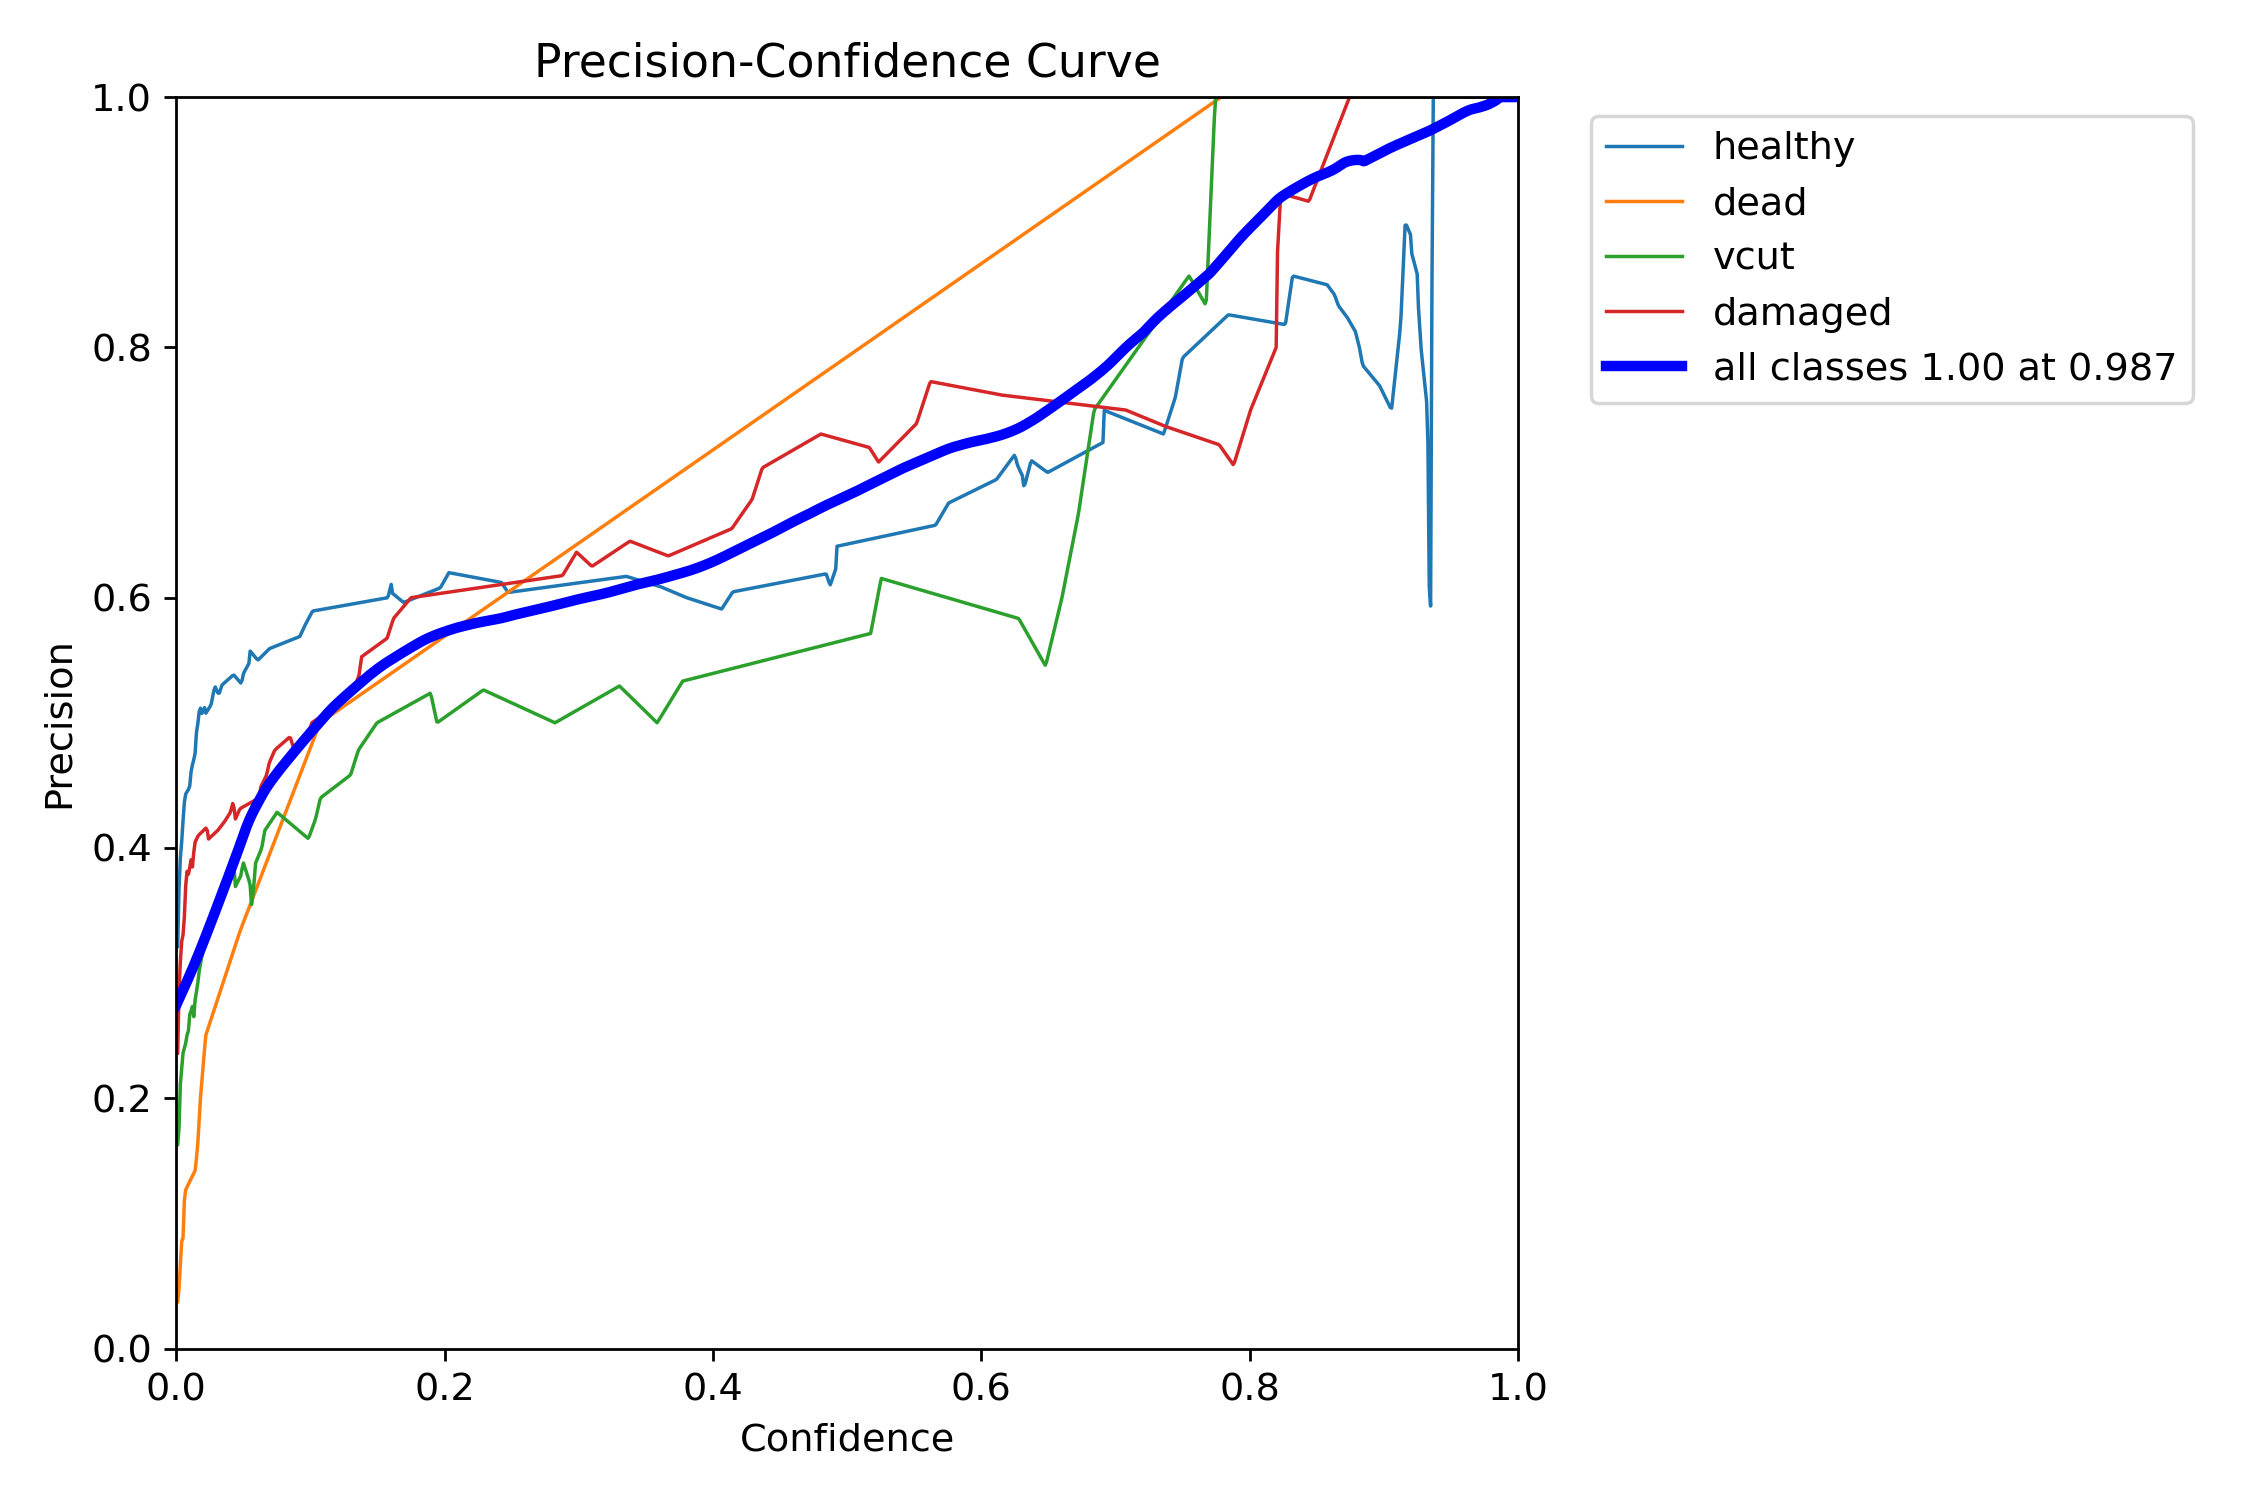 Precision-Confidence Curve
1.0
0.8
0.6
0.4
0.2
0.0
Precision
0.0 0.2 0.4 0.6 0.8 1.0
Confidence
healthy
dead
vcut
damaged
all classes 1.00 at 0.987